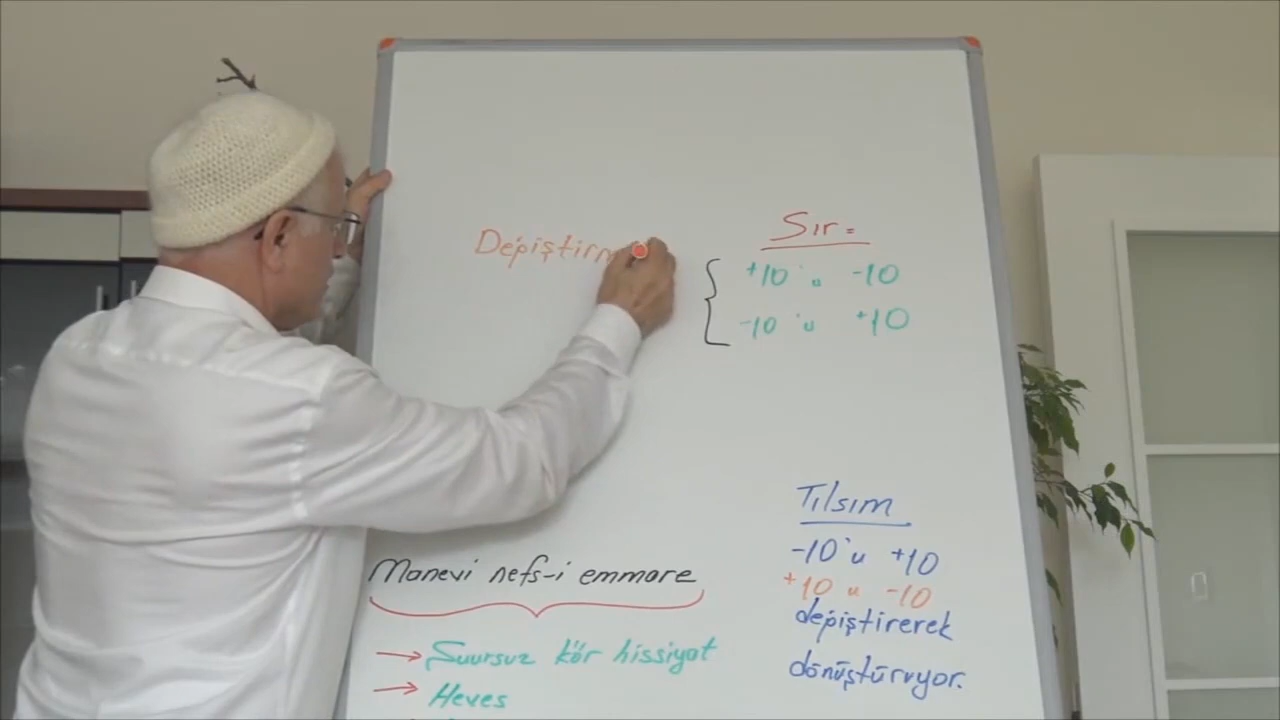 Sır =
Değiştirm
+10'u -10
-10'u +10
Tılsım
-10'u +10
+10 u -10
değiştirerek
dönüştürüyor.
Manevi nefs-i emmare
→ Şuursuz kör hissiyat
→ Heves